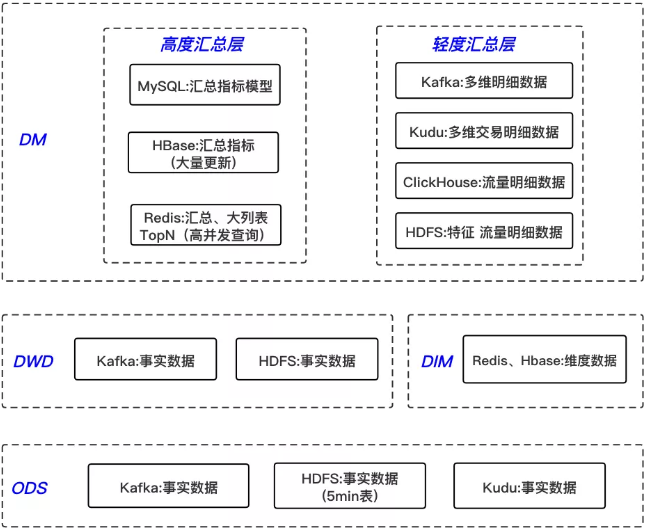 高度汇总层
轻度汇总层
DM
MySQL:汇总指标模型
HBase:汇总指标
（大量更新）
Redis:汇总、大列表
TopN（高并发查询）
Kafka:多维明细数据
Kudu:多维交易明细数据
ClickHouse:流量明细数据
HDFS:特征 流量明细数据
DWD
Kafka:事实数据
HDFS:事实数据
DIM
Redis、Hbase:维度数据
ODS
Kafka:事实数据
HDFS:事实数据
(5min表)
Kudu:事实数据